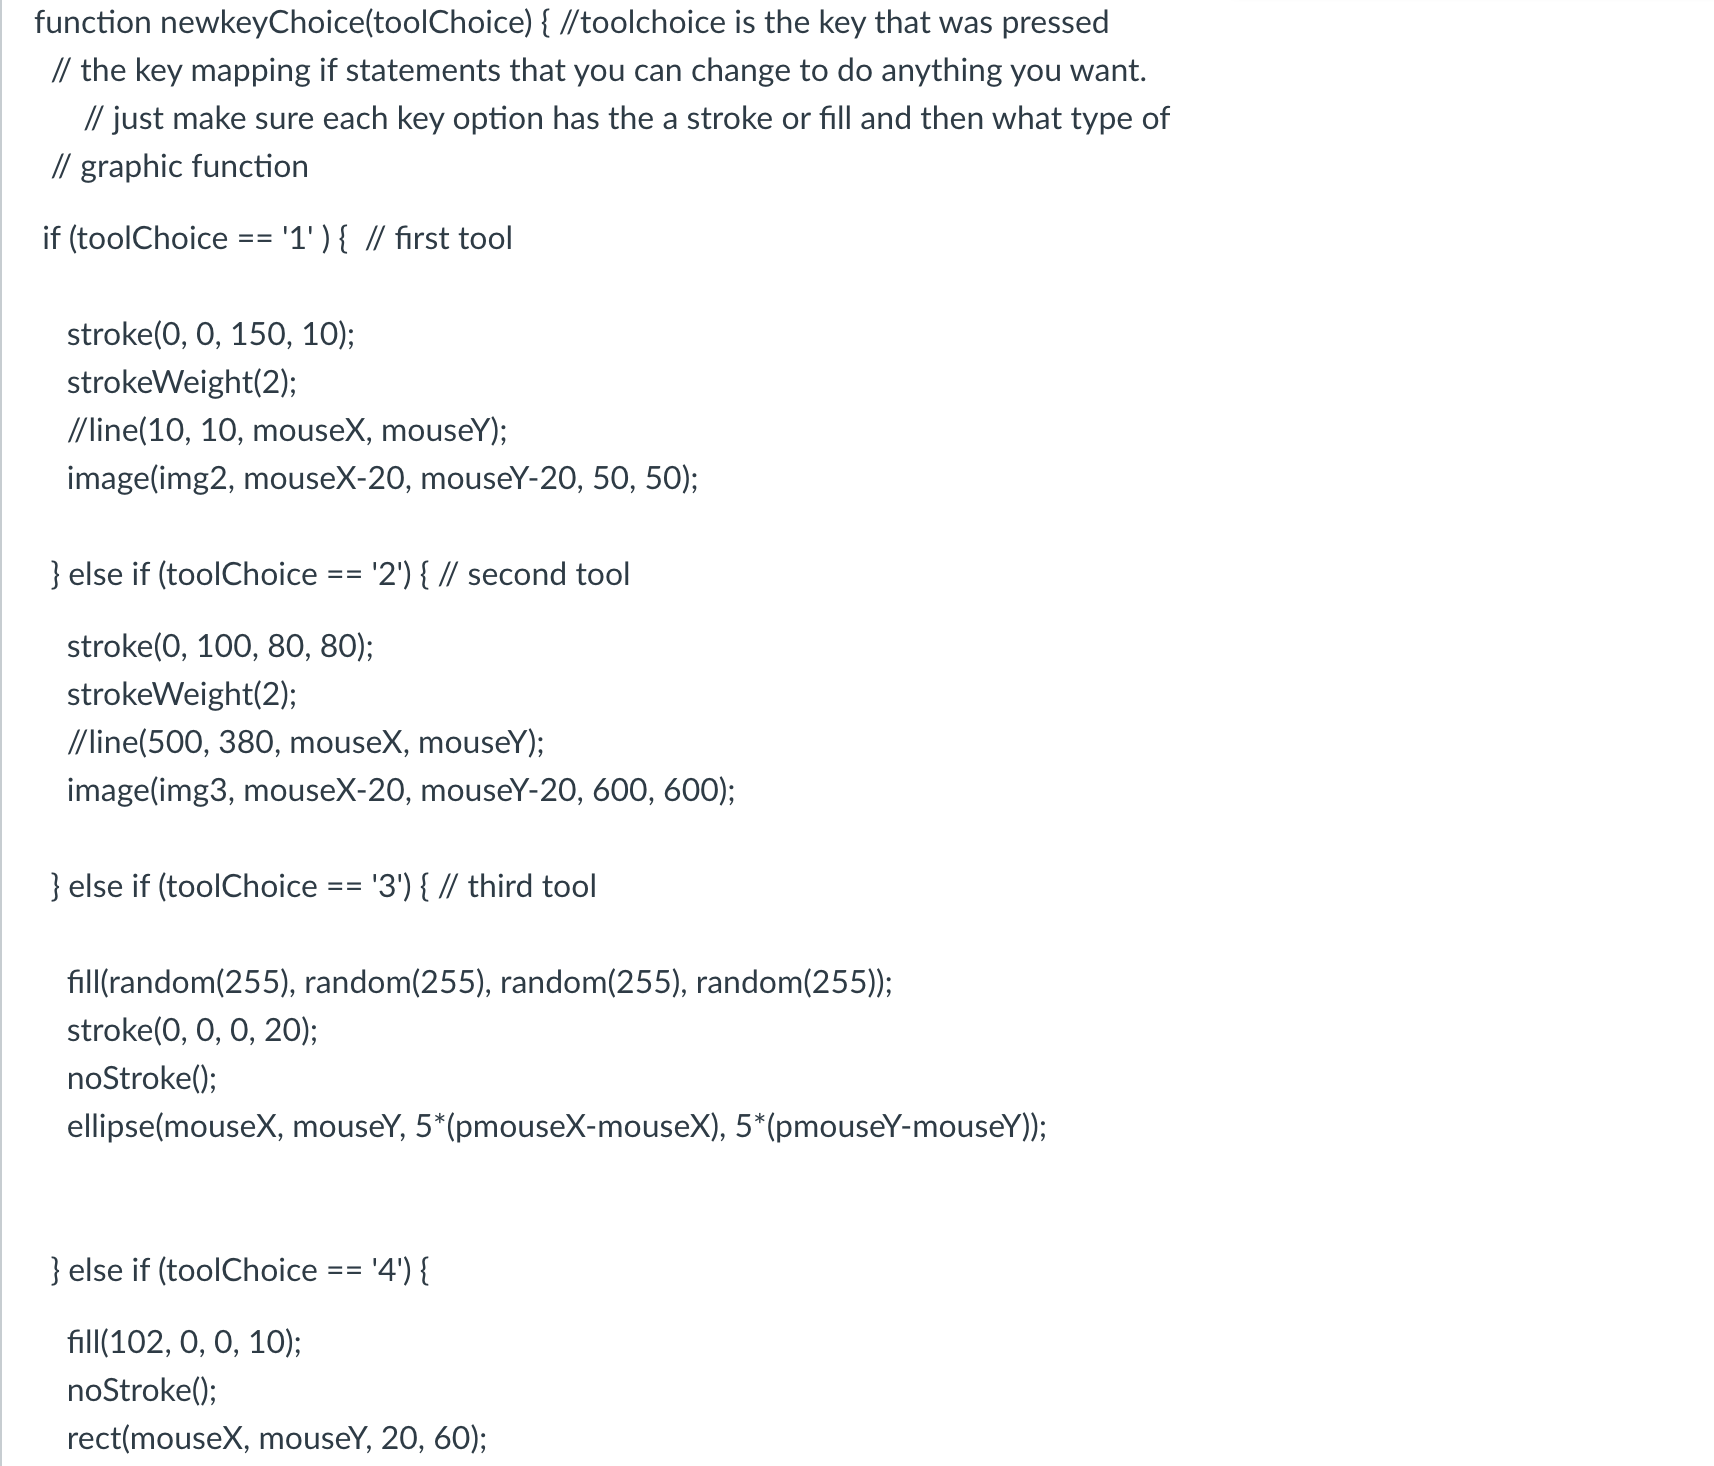 function newkeyChoice(toolChoice) { //toolchoice is the key that was pressed
// the key mapping if statements that you can change to do anything you want.
// just make sure each key option has the a stroke or fill and then what type of
// graphic function
if (toolChoice == '1' ) {  // first tool
stroke(0, 0, 150, 10);
strokeWeight(2);
//line(10, 10, mouseX, mouseY);
image(img2, mouseX-20, mouseY-20, 50, 50);
} else if (toolChoice == '2') { // second tool
stroke(0, 100, 80, 80);
strokeWeight(2);
//line(500, 380, mouseX, mouseY);
image(img3, mouseX-20, mouseY-20, 600, 600);
} else if (toolChoice == '3') { // third tool
fill(random(255), random(255), random(255), random(255));
stroke(0, 0, 0, 20);
noStroke();
ellipse(mouseX, mouseY, 5*(pmouseX-mouseX), 5*(pmouseY-mouseY));
} else if (toolChoice == '4') {
fill(102, 0, 0, 10);
noStroke();
rect(mouseX, mouseY, 20, 60);